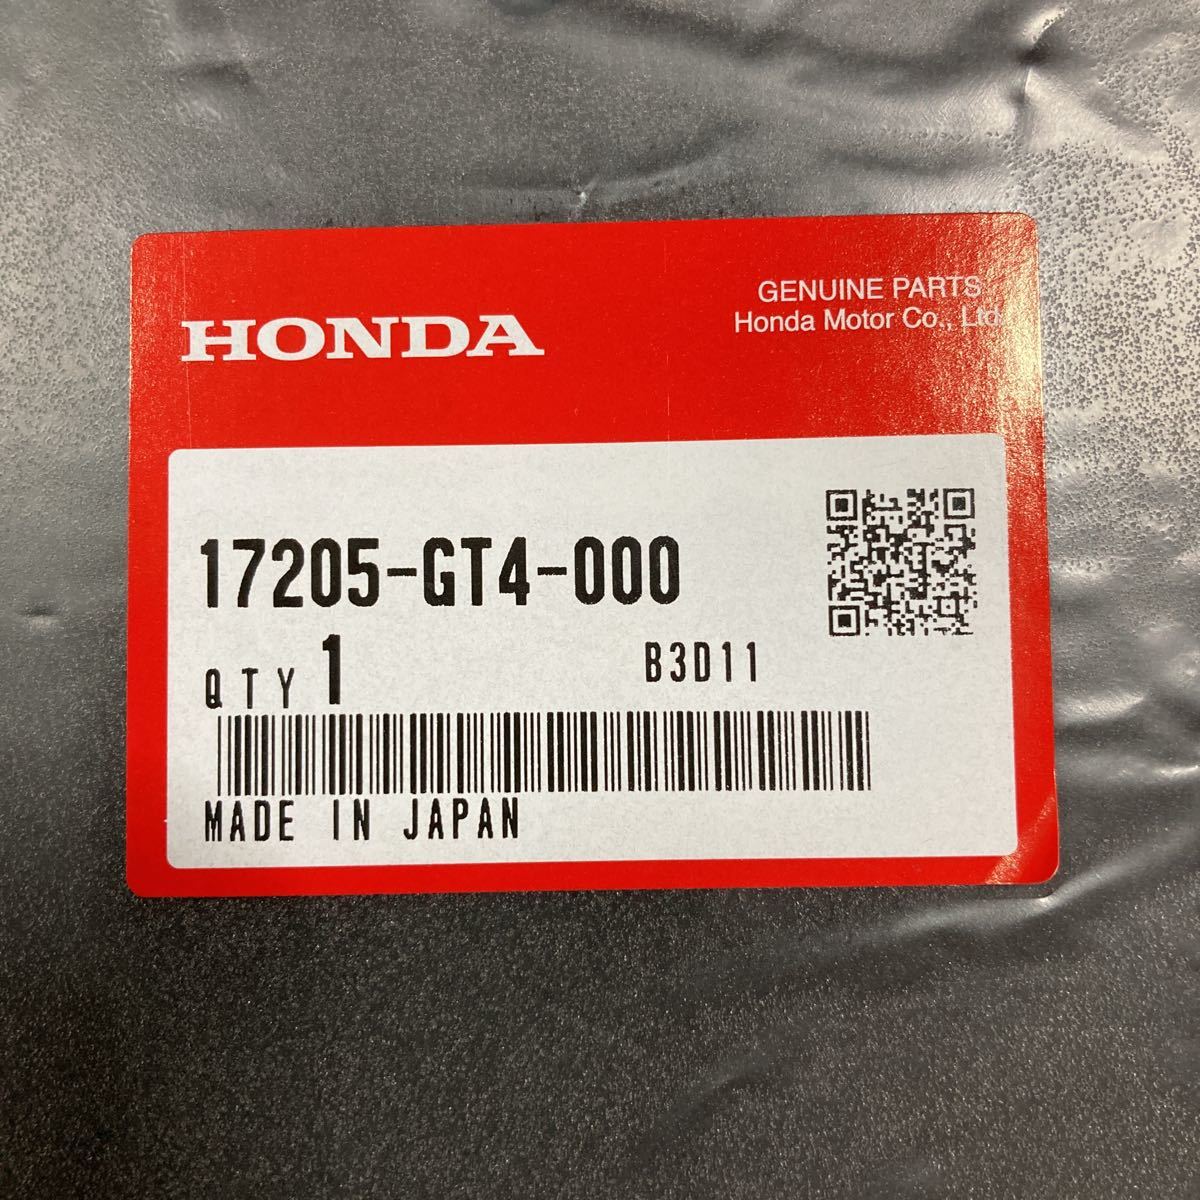 HONDA
GENUINE PARTS
Honda Motor Co., Ltd.
17205-GT4-000
QTY 1
B3D11
MADE IN JAPAN